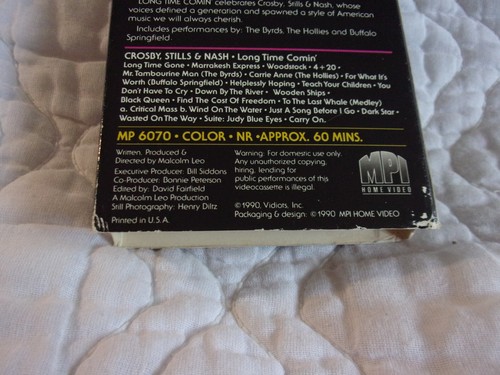 LONG TIME COMIN' celebrates Crosby, Stills & Nash, whose
voices defined a generation and spawned a style of American
music we will always cherish.
Includes performances by: The Byrds, The Hollies and Buffalo
Springfield.
CROSBY, STILLS & NASH • Long Time Comin'
Long Time Gone • Marrakesh Express • Woodstock • 4+20 •
Mr. Tambourine Man (The Byrds) • Carrie Anne (The Hollies) • For What It's
Worth (Buffalo Springfield) • Helplessly Hoping • Teach Your Children • You
Don't Have To Cry • Down By The River • Wooden Ships •
Black Queen • Find The Cost Of Freedom • To The Last Whale (Medley)
a. Critical Mass b. Wind On The Water • Just A Song Before I Go • Dark Star •
Wasted On The Way • Suite: Judy Blue Eyes • Carry On.
MP 6070 • COLOR • NR • APPROX. 60 MINS.
Written, Produced &
Directed by Malcolm Leo
Executive Producer: Bill Siddons
Co-Producer: Bonnie Peterson
Edited by: David Fairfield
A Malcolm Leo Production
Still Photography: Henry Diltz
Printed in U.S.A.
Warning: For domestic use only.
Any unauthorized copying,
hiring, lending for
public performances of this
videocassette is illegal.
©1990, Vidiots, Inc.
Packaging & design: ©1990 MPI HOME VIDEO
MPI
HOME VIDEO